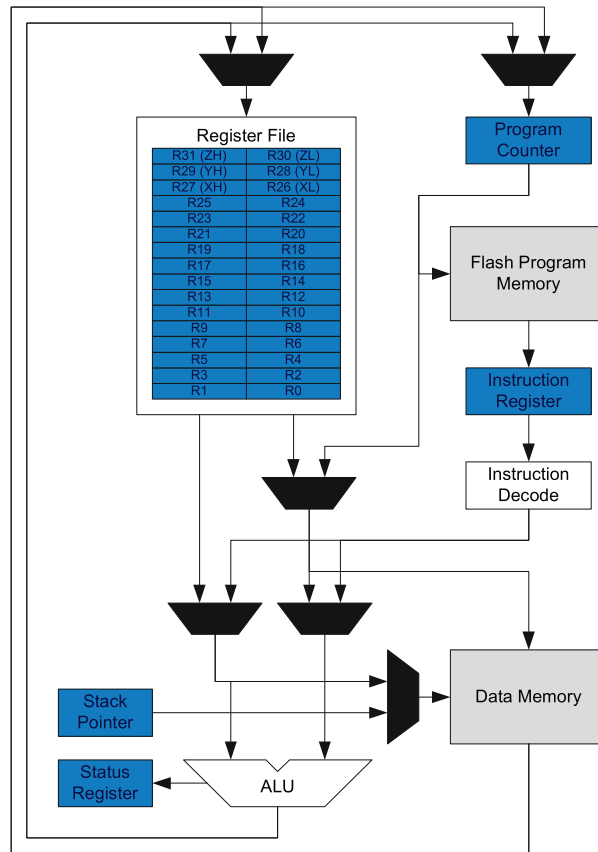 Register File
R31 (ZH) R30 (ZL)
R29 (YH) R28 (YL)
R27 (XH) R26 (XL)
R25 R24
R23 R22
R21 R20
R19 R18
R17 R16
R15 R14
R13 R12
R11 R10
R9 R8
R7 R6
R5 R4
R3 R2
R1 R0
Program
Counter
Flash Program
Memory
Instruction
Register
Instruction
Decode
Stack
Pointer
Data Memory
Status
Register
ALU